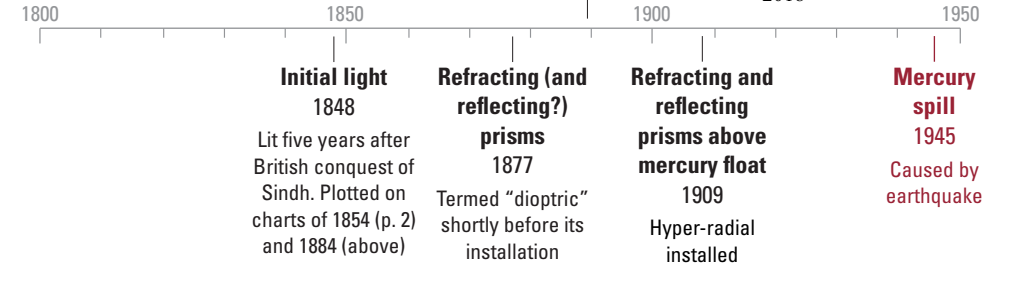 1800
1850
1900
1950
Initial light
1848
Lit five years after
British conquest of
Sindh. Plotted on
charts of 1854 (p. 2)
and 1884 (above)
Refracting (and
reflecting?)
prisms
1877
Termed “dioptric”
shortly before its
installation
Refracting and
reflecting
prisms above
mercury float
1909
Hyper-radial
installed
Mercury
spill
1945
Caused by
earthquake